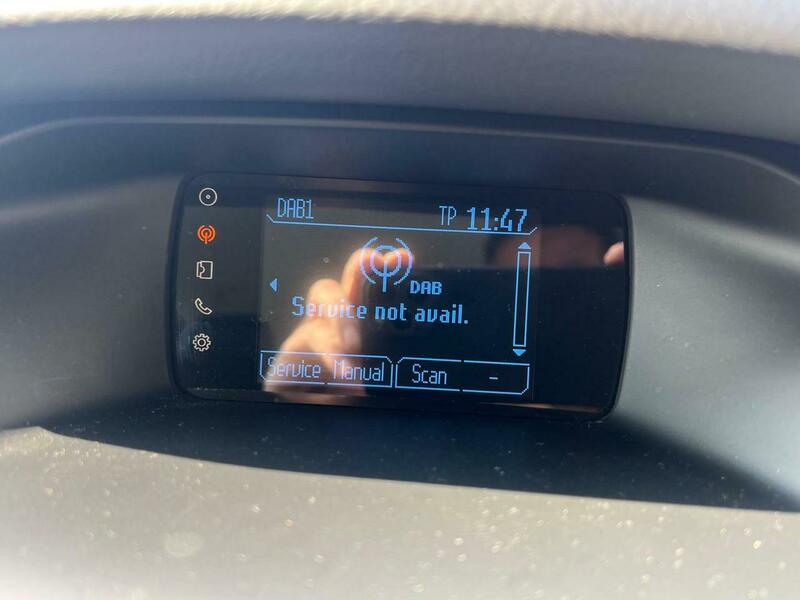 DAB1 TP 11:47
DAB
Service not avail.
Service Manual Scan -